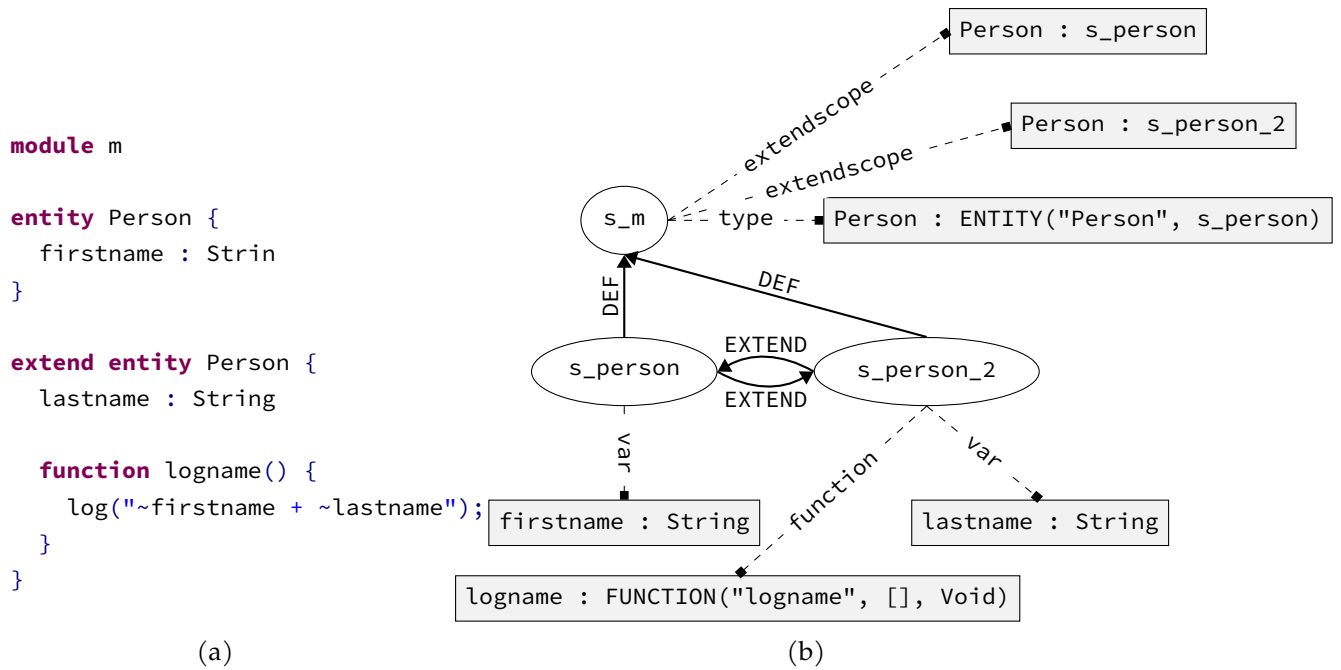 module m
entity Person {
firstname : Strin
}
extend entity Person {
lastname : String
function logname() {
log("~firstname + ~lastname");
}
}
(a)
Person : s_person
extendscope
Person : s_person_2
extendscope
s_m
type
Person : ENTITY("Person", s_person)
DEF
DEF
s_person
EXTEND
EXTEND
s_person_2
var
function
var
firstname : String
lastname : String
logname : FUNCTION("logname", [], Void)
(b)